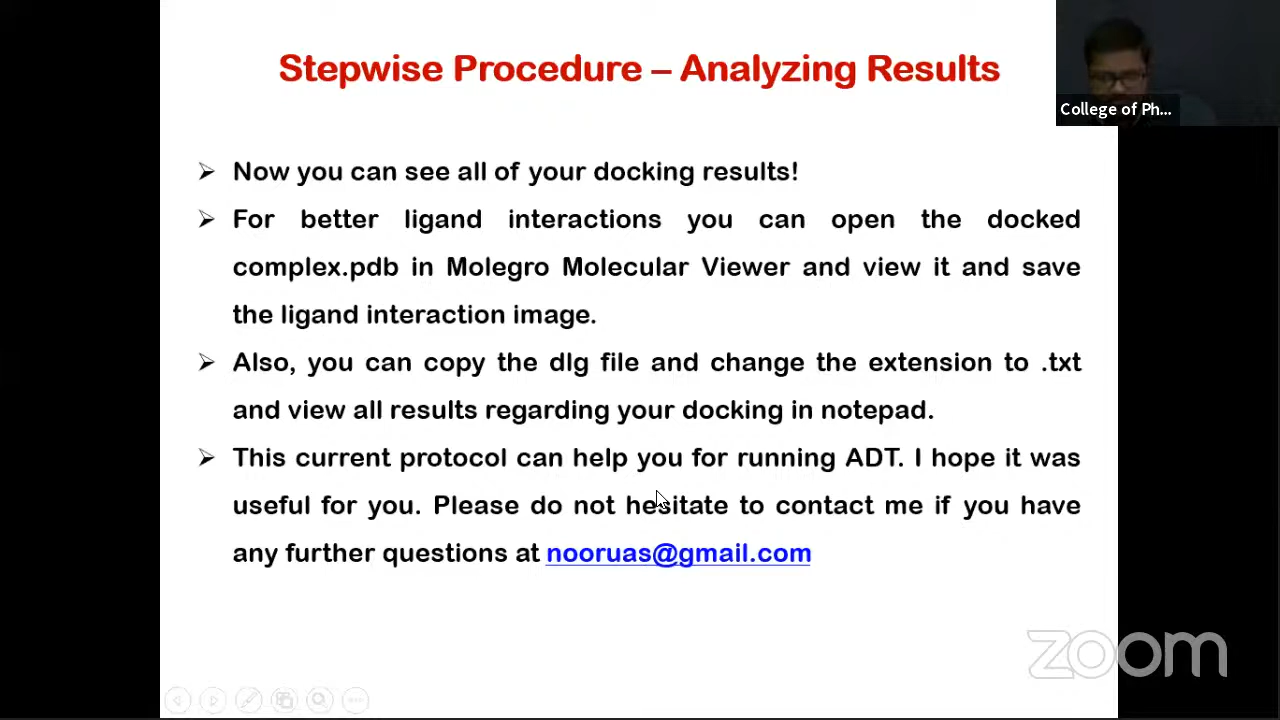 Stepwise Procedure – Analyzing Results
College of Ph...
➢ Now you can see all of your docking results!
➢ For better ligand interactions you can open the docked
complex.pdb in Molegro Molecular Viewer and view it and save
the ligand interaction image.
➢ Also, you can copy the dlg file and change the extension to .txt
and view all results regarding your docking in notepad.
➢ This current protocol can help you for running ADT. I hope it was
useful for you. Please do not hesitate to contact me if you have
any further questions at nooruas@gmail.com
zoom